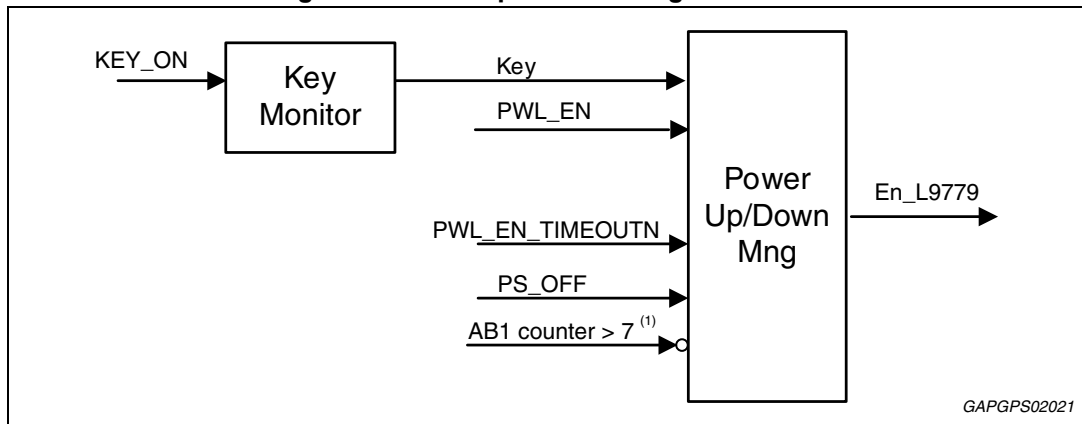 KEY_ON
Key
Monitor
Key
PWL_EN
PWL_EN_TIMEOUTN
PS_OFF
AB1 counter > 7 (1)
Power
Up/Down
Mng
En_L9779
GAPGPS02021